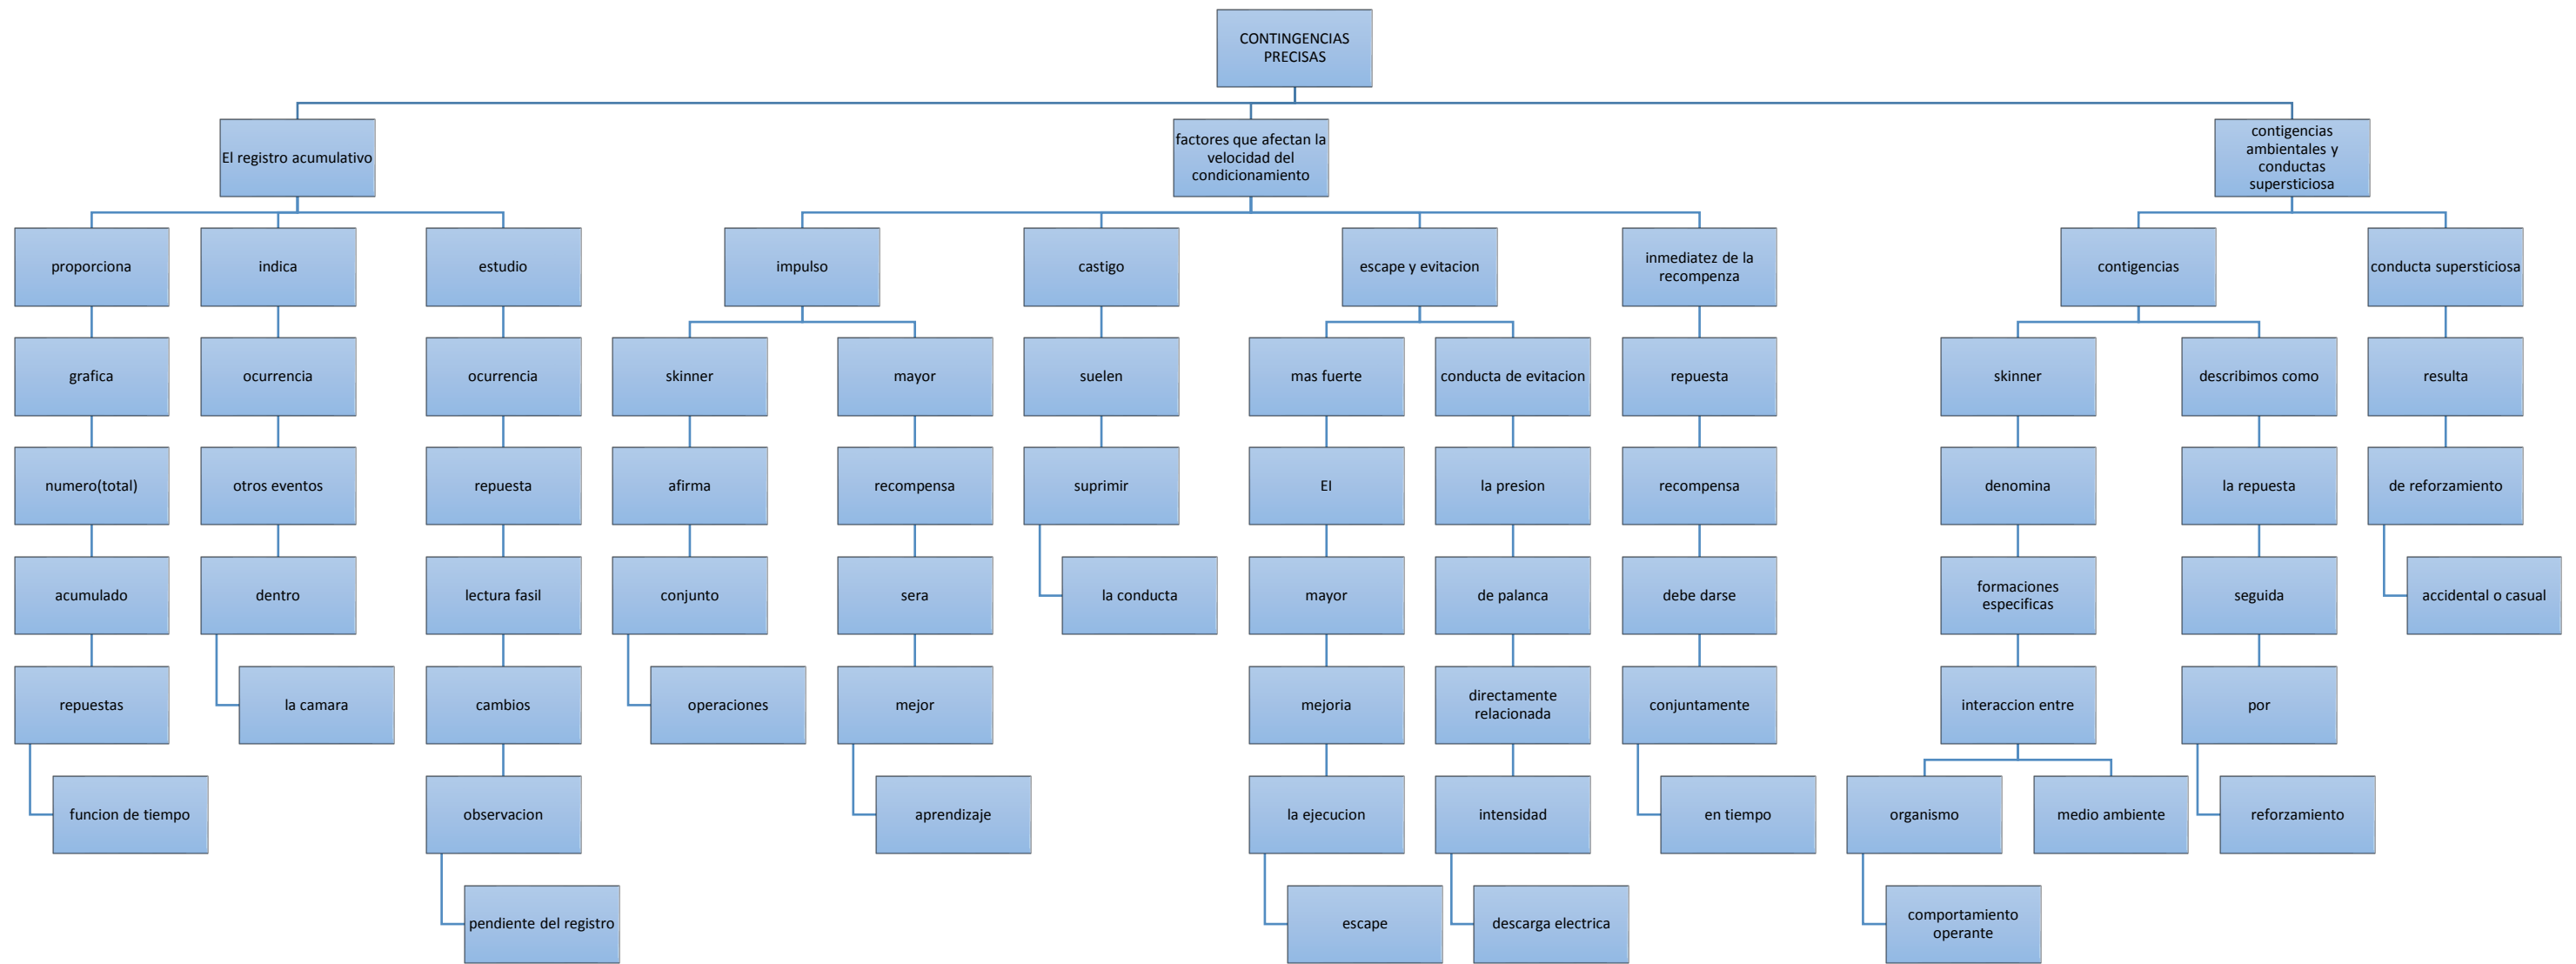 CONTINGENCIAS
PRECISAS
El registro acumulativo
factores que afectan la
velocidad del
condicionamiento
contigencias
ambientales y
conductas
supersticiosa
proporciona
indica
estudio
impulso
castigo
escape y evitacion
inmediatez de la
recompenza
contigencias
conducta supersticiosa
grafica
ocurrencia
ocurrencia
skinner
mayor
suelen
mas fuerte
conducta de evitacion
repuesta
skinner
describimos como
resulta
numero(total)
otros eventos
repuesta
afirma
recompensa
suprimir
EI
la presion
recompensa
denomina
la repuesta
de reforzamiento
acumulado
dentro
lectura fasil
conjunto
sera
la conducta
mayor
de palanca
debe darse
formaciones
especificas
seguida
accidental o casual
repuestas
la camara
cambios
operaciones
mejor
mejoria
directamente
relacionada
conjuntamente
interaccion entre
por
funcion de tiempo
observacion
aprendizaje
la ejecucion
intensidad
en tiempo
organismo
medio ambiente
reforzamiento
pendiente del registro
escape
descarga electrica
comportamiento
operante